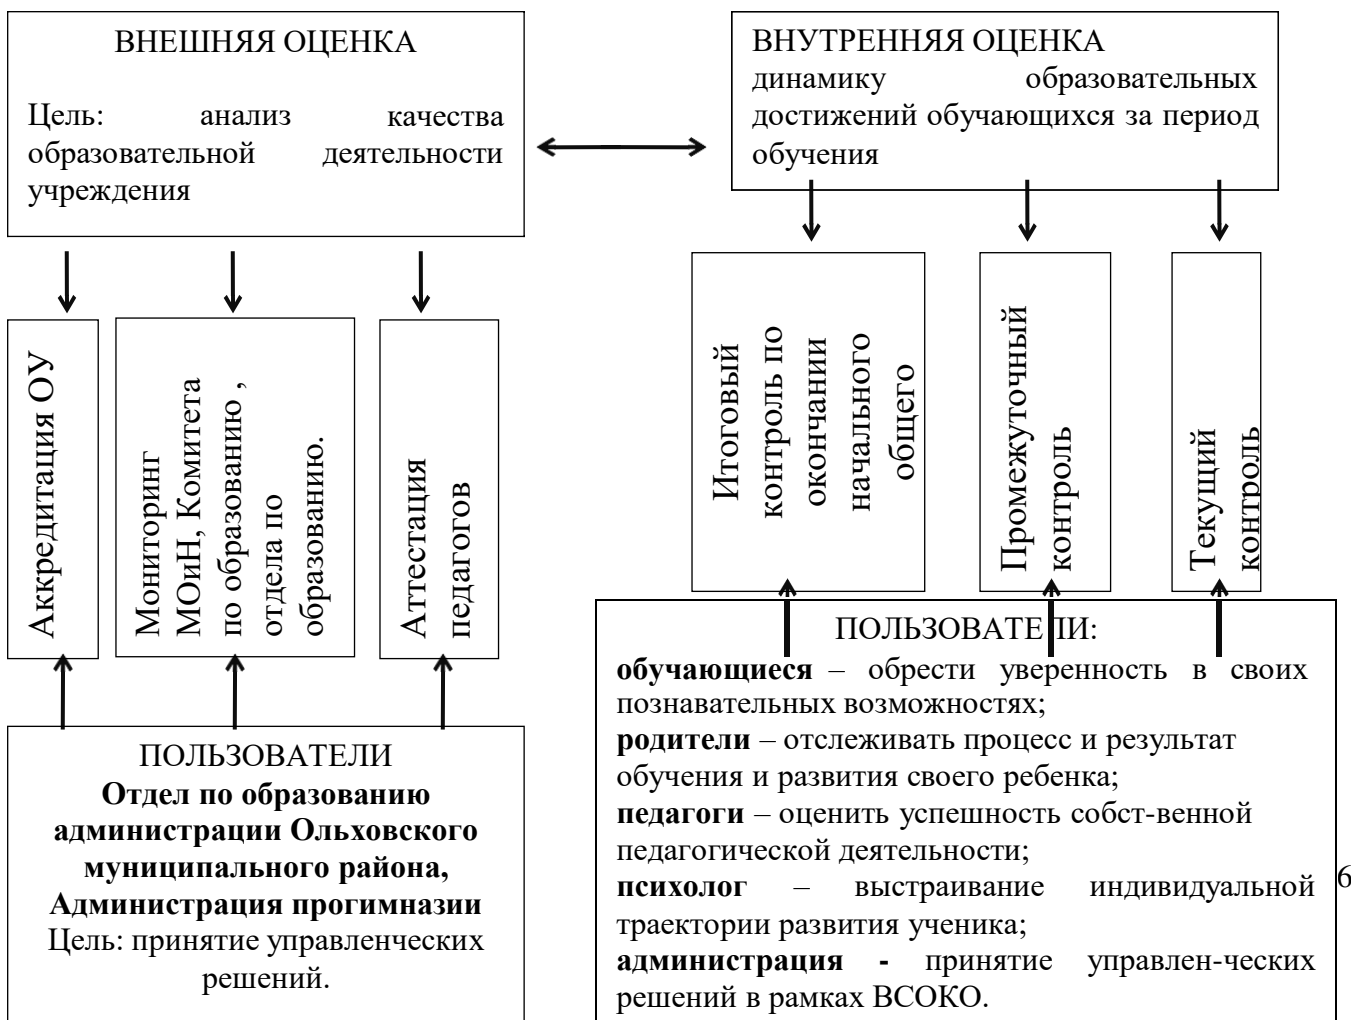 ВНЕШНЯЯ ОЦЕНКА
Цель: анализ качества
образовательной деятельности
учреждения
ВНУТРЕННЯЯ ОЦЕНКА
динамику образовательных
достижений обучающихся за период
обучения
Аккредитация ОУ
Мониторинг
МОиН, Комитета
по образованию ,
отдела по
образованию.
Аттестация
педагогов
Итоговый
контроль по
окончании
начального
общего
Промежуточный
контроль
Текущий
контроль
ПОЛЬЗОВАТЕЛИ
Отдел по образованию
администрации Ольховского
муниципального района,
Администрация прогимназии
Цель: принятие управленческих
решений.
ПОЛЬЗОВАТЕЛИ:
обучающиеся – обрести уверенность в своих
познавательных возможностях;
родители – отслеживать процесс и результат
обучения и развития своего ребенка;
педагоги – оценить успешность собст-венной
педагогической деятельности;
психолог – выстраивание индивидуальной
траектории развития ученика;
администрация - принятие управлен-ческих
решений в рамках ВСОКО.
6